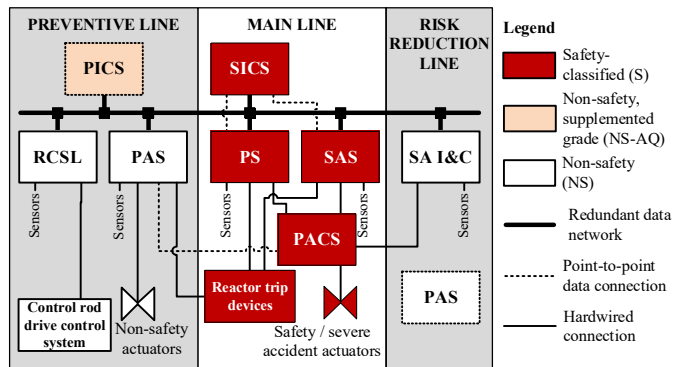 PREVENTIVE LINE
MAIN LINE
RISK
REDUCTION
LINE
PICS
SICS
RCSL
PAS
PS
SAS
SA I&C
Sensors
Sensors
Sensors
Sensors
Sensors
PACS
Control rod
drive control
system
Non-safety
actuators
Reactor trip
devices
Safety / severe
accident actuators
PAS
Legend
Safety-
classified (S)
Non-safety,
supplemented
grade (NS-AQ)
Non-safety
(NS)
Redundant data
network
Point-to-point
data connection
Hardwired
connection